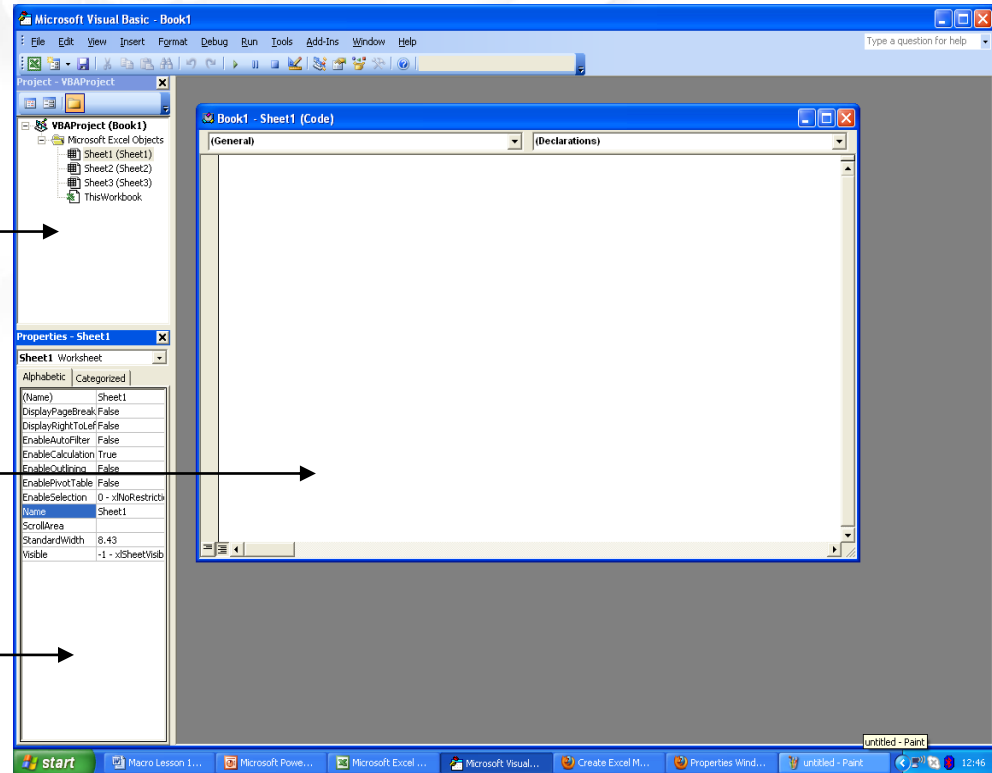 Microsoft Visual Basic - Book1
File Edit View Insert Format Debug Run Tools Add-Ins Window Help
Type a question for help
Project - VBAProject
VBAProject (Book1)
Microsoft Excel Objects
Sheet1 (Sheet1)
Sheet2 (Sheet2)
Sheet3 (Sheet3)
ThisWorkbook
Book1 - Sheet1 (Code)
(General) (Declarations)
Properties - Sheet1
Sheet1 Worksheet
Alphabetic Categorized
(Name) Sheet1
DisplayPageBreak False
DisplayRightToLef False
EnableAutoFilter False
EnableCalculation True
EnableOutlining False
EnablePivotTable False
EnableSelection 0 - xlNoRestricti
Name Sheet1
ScrollArea
StandardWidth 8.43
Visible -1 - xlSheetVisib
untitled - Paint
start Macro Lesson 1... Microsoft Powe... Microsoft Excel ... Microsoft Visual... Create Excel M... Properties Wind... untitled - Paint 12:46